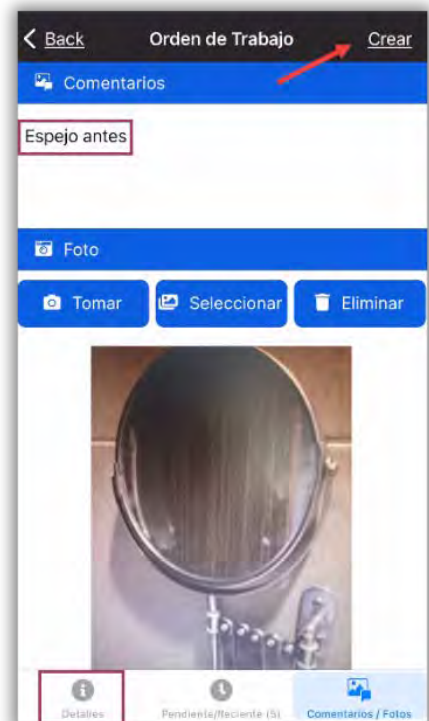 Back Orden de Trabajo Crear
Comentarios
Espejo antes
Foto
Tomar Seleccionar Eliminar
Detalles Pendiente/Reciente (5) Comentarios / Fotos